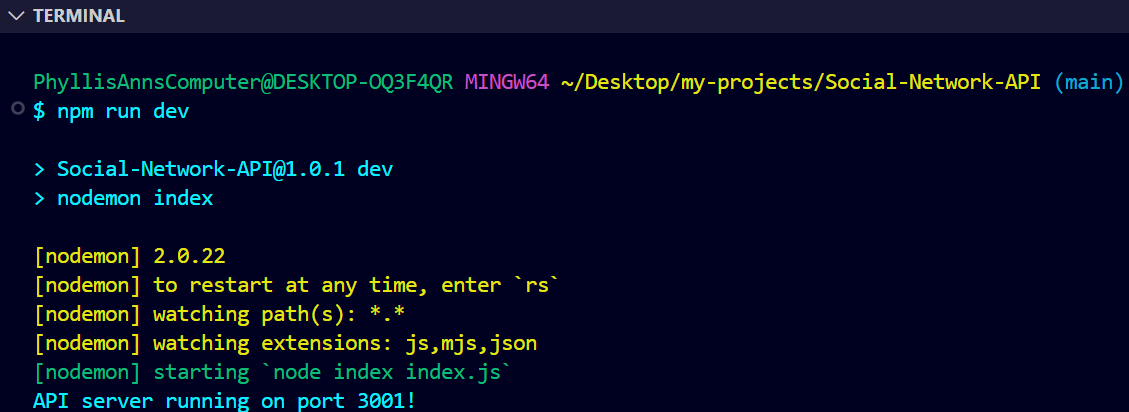 TERMINAL
PhyllisAnnsComputer@DESKTOP-OQ3F4QR MINGW64 ~/Desktop/my-projects/Social-Network-API (main)
$ npm run dev
> Social-Network-API@1.0.1 dev
> nodemon index
[nodemon] 2.0.22
[nodemon] to restart at any time, enter `rs`
[nodemon] watching path(s): *.*
[nodemon] watching extensions: js,mjs,json
[nodemon] starting `node index index.js`
API server running on port 3001!